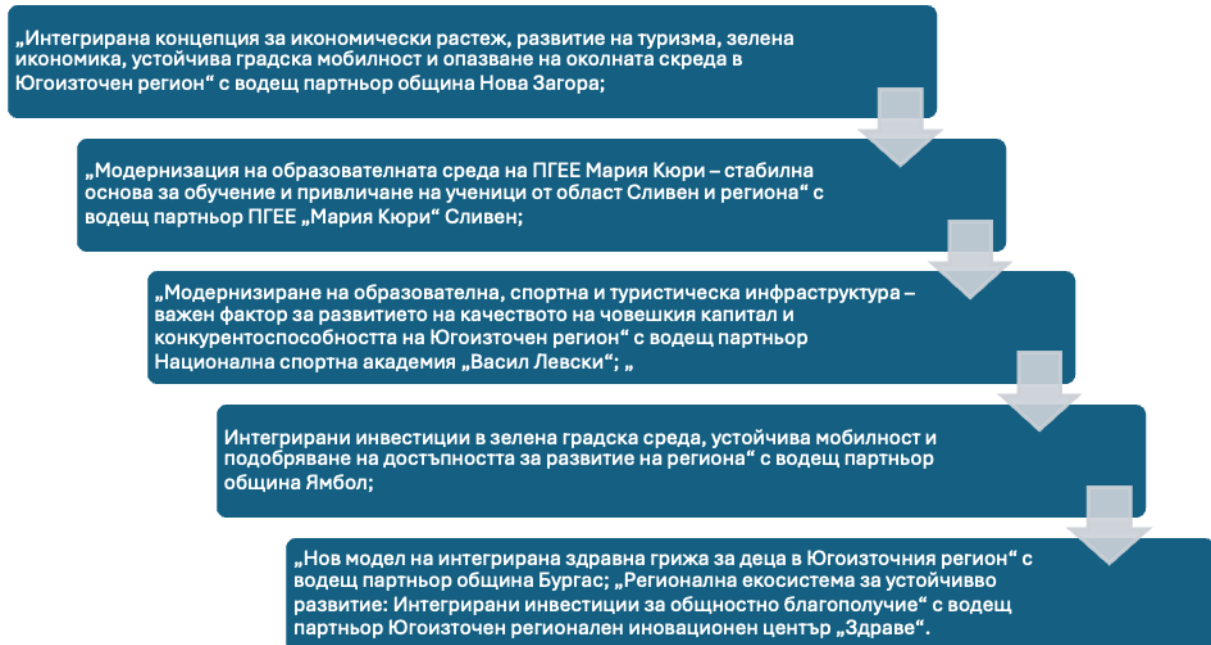 „Интегрирана концепция за икономически растеж, развитие на туризма, зелена
икономика, устойчива градска мобилност и опазване на околната скреда в
Югоизточен регион“ с водещ партньор община Нова Загора;
„Модернизация на образователната среда на ПГЕЕ Мария Кюри – стабилна
основа за обучение и привличане на ученици от област Сливен и региона“ с
водещ партньор ПГЕЕ „Мария Кюри“ Сливен;
„Модернизиране на образователна, спортна и туристическа инфраструктура –
важен фактор за развитието на качеството на човешкия капитал и
конкурентоспособността на Югоизточен регион“ с водещ партньор
Национална спортна академия „Васил Левски“; „
Интегрирани инвестиции в зелена градска среда, устойчива мобилност и
подобряване на достъпността за развитие на региона“ с водещ партньор
община Ямбол;
„Нов модел на интегрирана здравна грижа за деца в Югоизточния регион“ с
водещ партньор община Бургас; „Регионална екосистема за устойчивво
развитие: Интегрирани инвестиции за общностно благополучие“ с водещ
партньор Югоизточен регионален иновационен център „Здраве“.